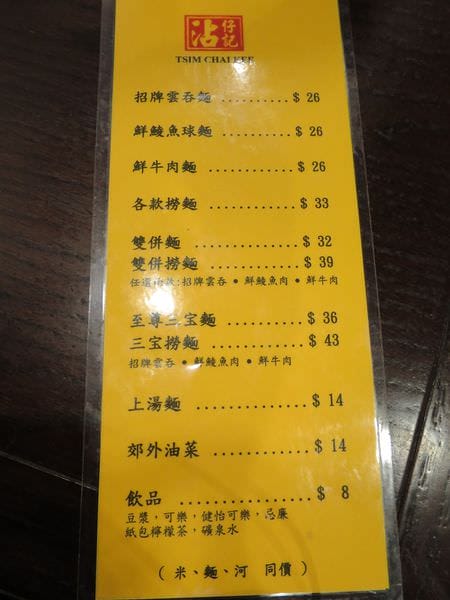 沾仔記
TSIM CHAI KEE
招牌雲吞麵 .......... $ 26
鮮鯪魚球麵 ............ $ 26
鮮牛肉麵 ............. $ 26
各款撈麵 .............. $ 33
雙併麵 ............... $ 32
雙併撈麵 .............. $ 39
任選兩款:招牌雲吞 ● 鮮鯪魚肉 ● 鮮牛肉
至尊三宝麵 ........... $ 36
三宝撈麵 ............. $ 43
招牌雲吞 ● 鮮鯪魚肉 ● 鮮牛肉
上湯麵 .............. $ 14
郊外油菜 ............ $ 14
飲品 ................ $ 8
豆漿，可樂，健怡可樂，忌廉
紙包檸檬茶，礦泉水
( 米、麵、河 同價 )